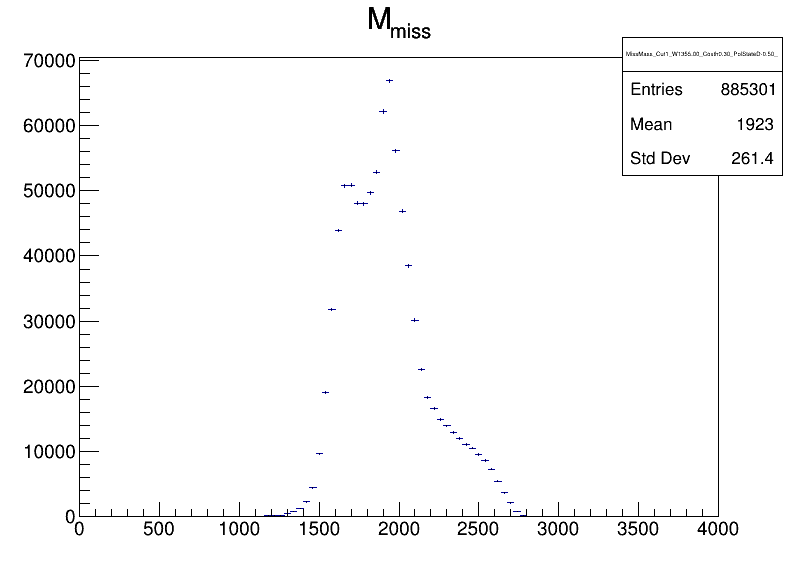 M_miss
MissMass_Cut1_W1355.00_Costh0.30_PolStateD-0.50_
Entries 885301
Mean 1923
Std Dev 261.4
70000
60000
50000
40000
30000
20000
10000
0
0 500 1000 1500 2000 2500 3000 3500 4000